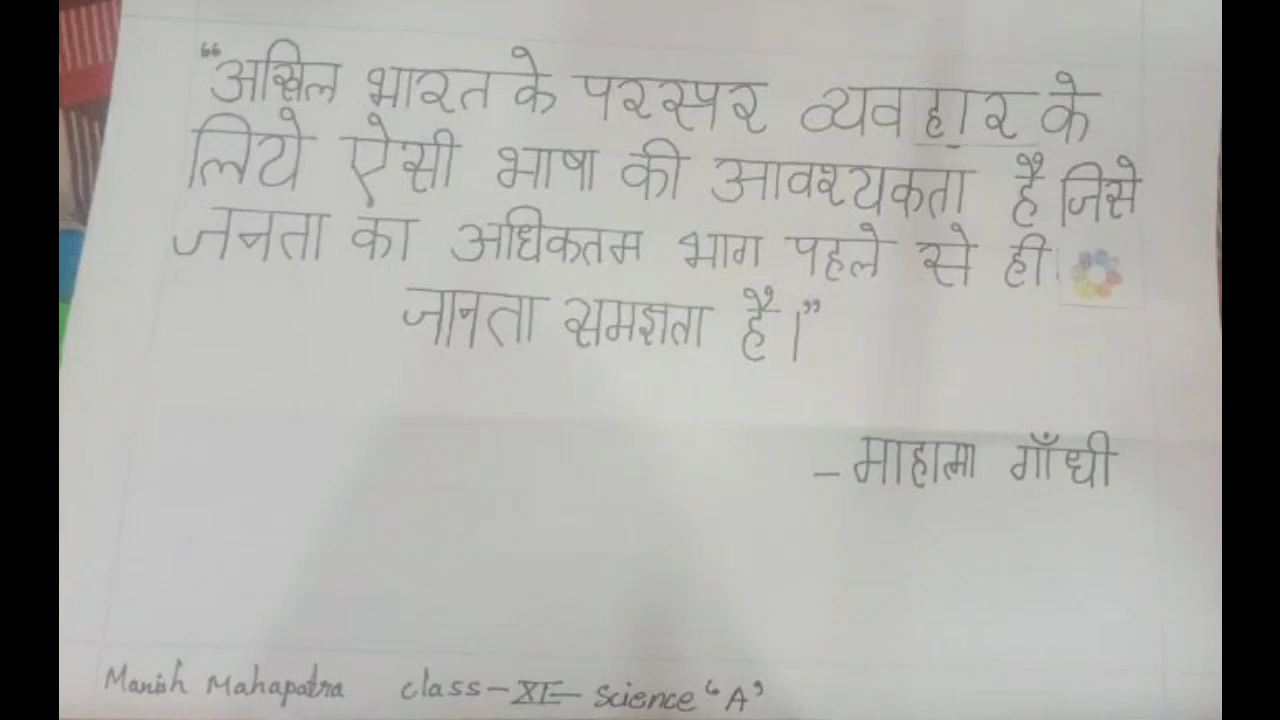 “अखिल भारत के परस्पर व्यवहार के
लिये ऐसी भाषा की आवश्यकता है जिसे
जनता का अधिकतम भाग पहले से ही
जानता समझता है।”
– माहात्मा गाँधी
Manish Mahapatra class-XI- science ‘A’